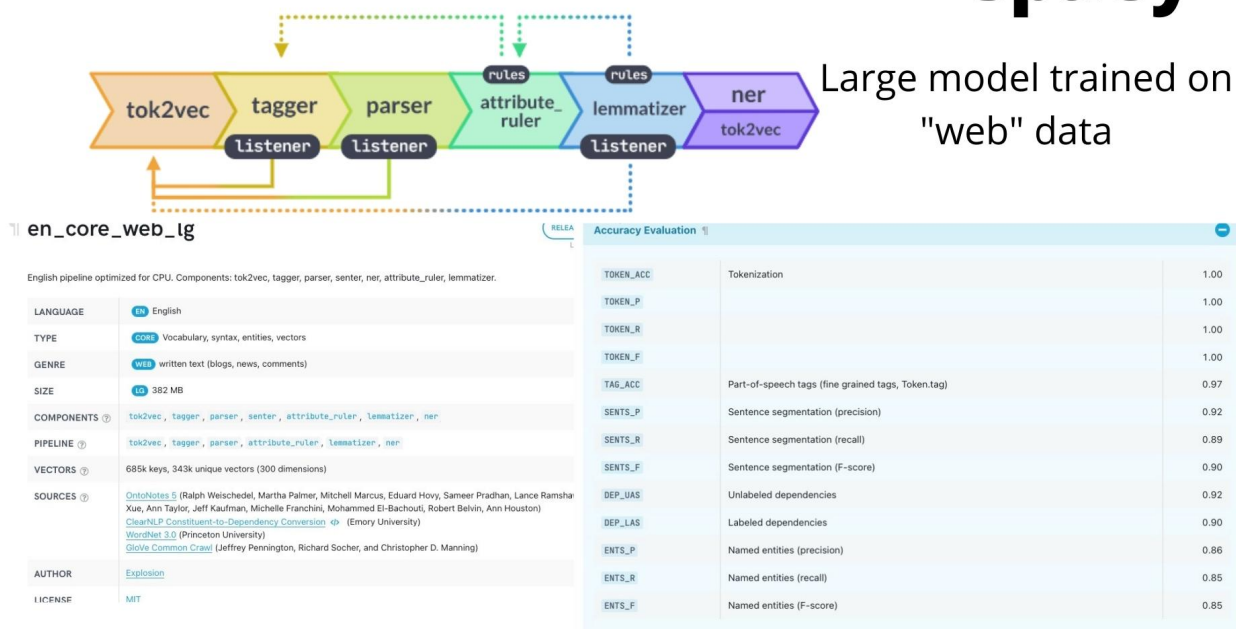 Large model trained on
"web" data
tok2vec
tagger
listener
parser
listener
rules
attribute_
ruler
rules
lemmatizer
listener
ner
tok2vec
en_core_web_lg
RELEA
English pipeline optimized for CPU. Components: tok2vec, tagger, parser, senter, ner, attribute_ruler, lemmatizer.
LANGUAGE EN English
TYPE CORE Vocabulary, syntax, entities, vectors
GENRE WEB written text (blogs, news, comments)
SIZE LG 382 MB
COMPONENTS ? tok2vec, tagger, parser, senter, attribute_ruler, lemmatizer, ner
PIPELINE ? tok2vec, tagger, parser, attribute_ruler, lemmatizer, ner
VECTORS ? 685k keys, 343k unique vectors (300 dimensions)
SOURCES ? OntoNotes 5 (Ralph Weischedel, Martha Palmer, Mitchell Marcus, Eduard Hovy, Sameer Pradhan, Lance Ramshaw
Xue, Ann Taylor, Jeff Kaufman, Michelle Franchini, Mohammed El-Bachouti, Robert Belvin, Ann Houston)
ClearNLP Constituent-to-Dependency Conversion </> (Emory University)
WordNet 3.0 (Princeton University)
GloVe Common Crawl (Jeffrey Pennington, Richard Socher, and Christopher D. Manning)
AUTHOR Explosion
LICENSE MIT
Accuracy Evaluation ¶
TOKEN_ACC Tokenization 1.00
TOKEN_P 1.00
TOKEN_R 1.00
TOKEN_F 1.00
TAG_ACC Part-of-speech tags (fine grained tags, Token.tag) 0.97
SENTS_P Sentence segmentation (precision) 0.92
SENTS_R Sentence segmentation (recall) 0.89
SENTS_F Sentence segmentation (F-score) 0.90
DEP_UAS Unlabeled dependencies 0.92
DEP_LAS Labeled dependencies 0.90
ENTS_P Named entities (precision) 0.86
ENTS_R Named entities (recall) 0.85
ENTS_F Named entities (F-score) 0.85